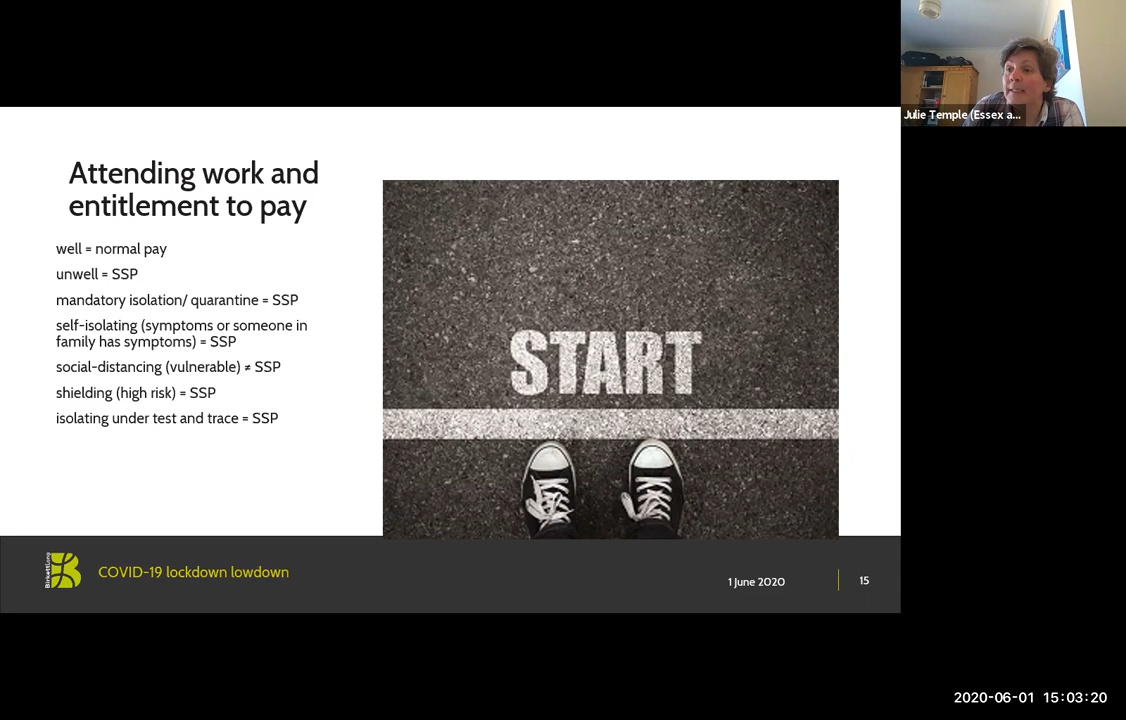 Julie Temple (Essex a...
Attending work and
entitlement to pay
well = normal pay
unwell = SSP
mandatory isolation/ quarantine = SSP
self-isolating (symptoms or someone in
family has symptoms) = SSP
social-distancing (vulnerable) ≠ SSP
shielding (high risk) = SSP
isolating under test and trace = SSP
START
BirkettLong
COVID-19 lockdown lowdown
1 June 2020
15
2020-06-01 15:03:20